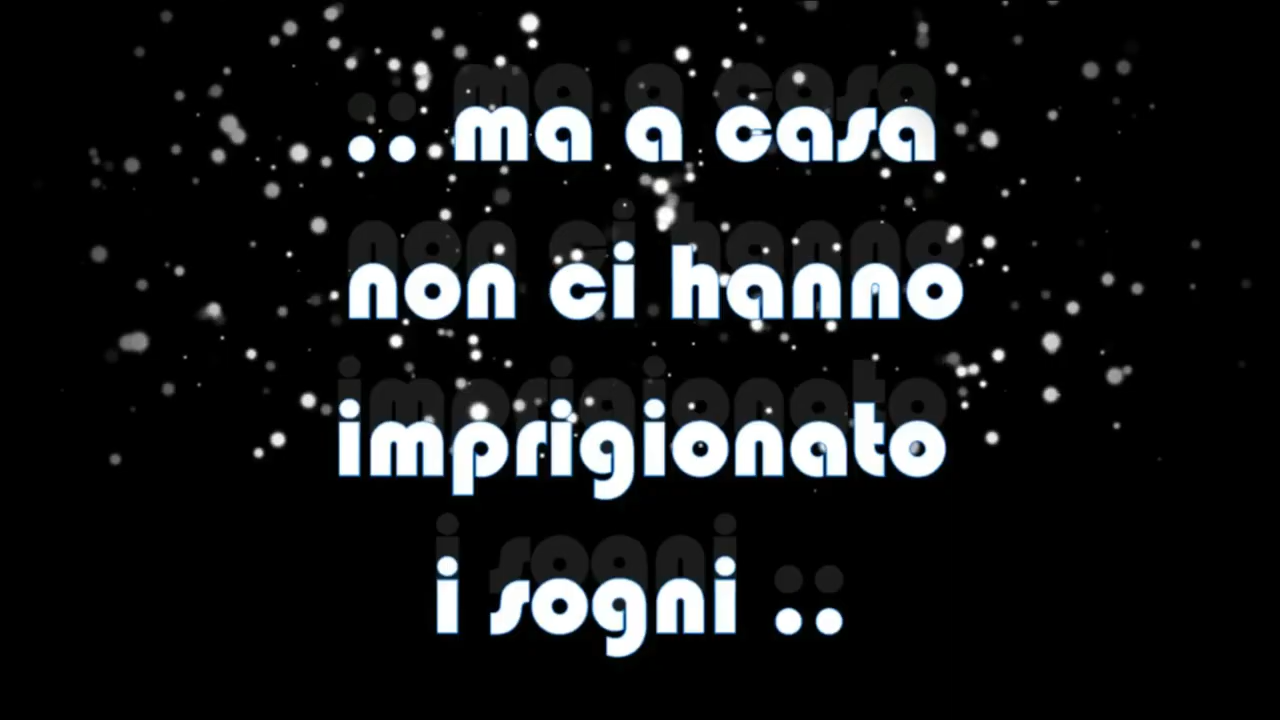 .. ma a casa
non ci hanno
imprigionato
i sogni ..